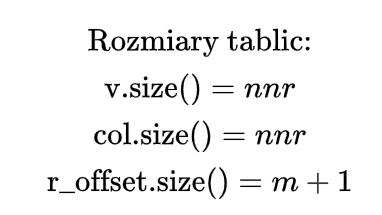 Rozmiary tablic:
v.size() = nnr
col.size() = nnr
r_offset.size() = m + 1